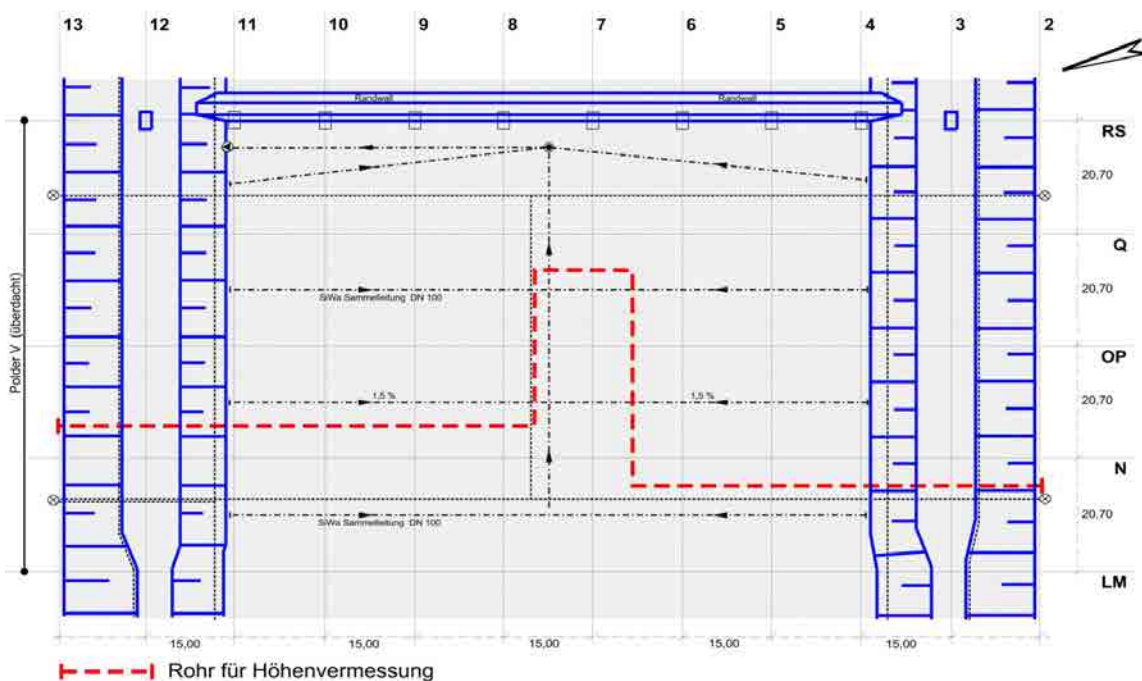 13 12 11 10 9 8 7 6 5 4 3 2
Randwall Randwall
RS
20,70
Q
SiWa Sammelleitung DN 100
20,70
Polder V (überdacht)
OP
1,5 % 1,5 %
20,70
N
SiWa Sammelleitung DN 100
20,70
LM
15,00 15,00 15,00 15,00 15,00
Rohr für Höhenvermessung